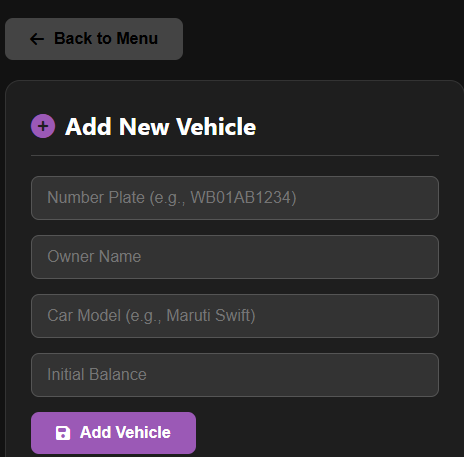 Back to Menu
Add New Vehicle
Number Plate (e.g., WB01AB1234)
Owner Name
Car Model (e.g., Maruti Swift)
Initial Balance
Add Vehicle